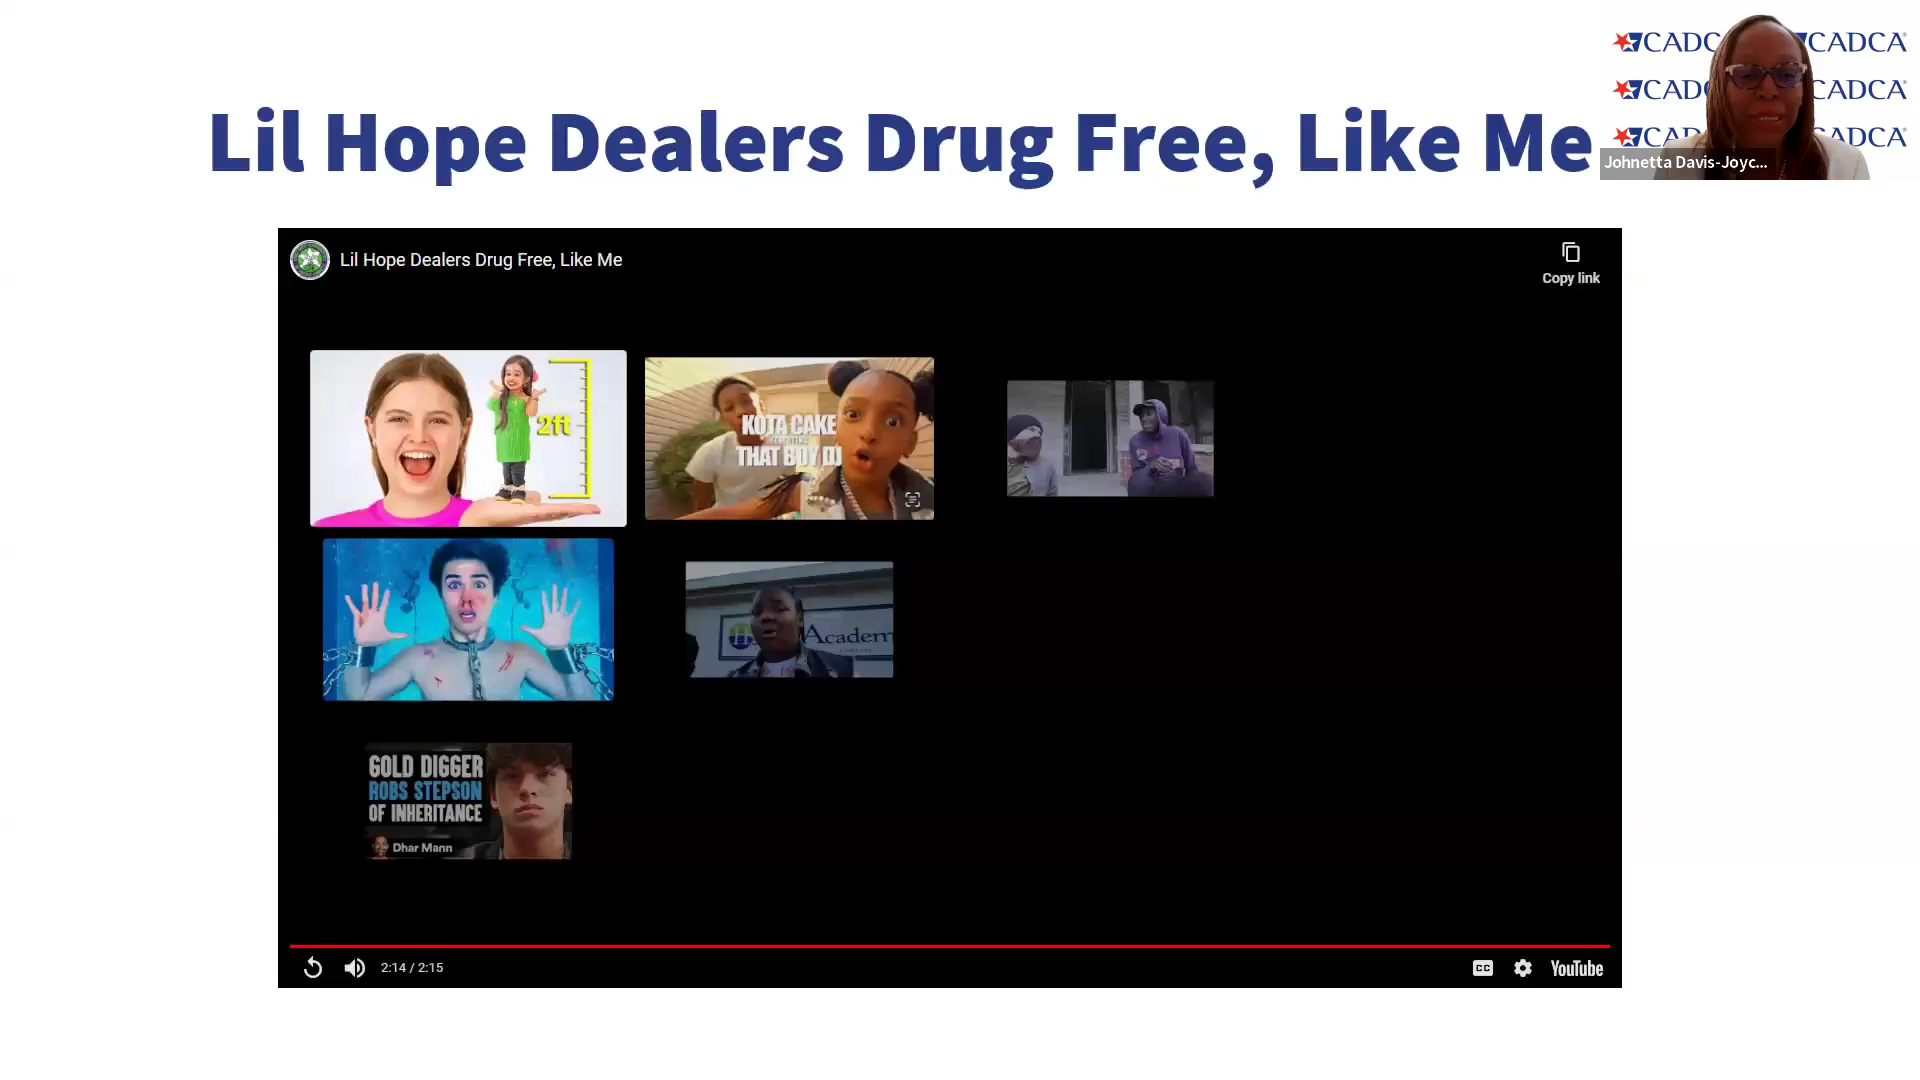 CADCA CADCA
CADCA CADCA
CADCA CADCA
Johnetta Davis-Joyc...
Lil Hope Dealers Drug Free, Like Me
Lil Hope Dealers Drug Free, Like Me
Copy link
2ft
KOTA CAKE
THAT BOY DJ
Academ
GOLD DIGGER
ROBS STEPSON
OF INHERITANCE
Dhar Mann
2:14 / 2:15
CC
YouTube